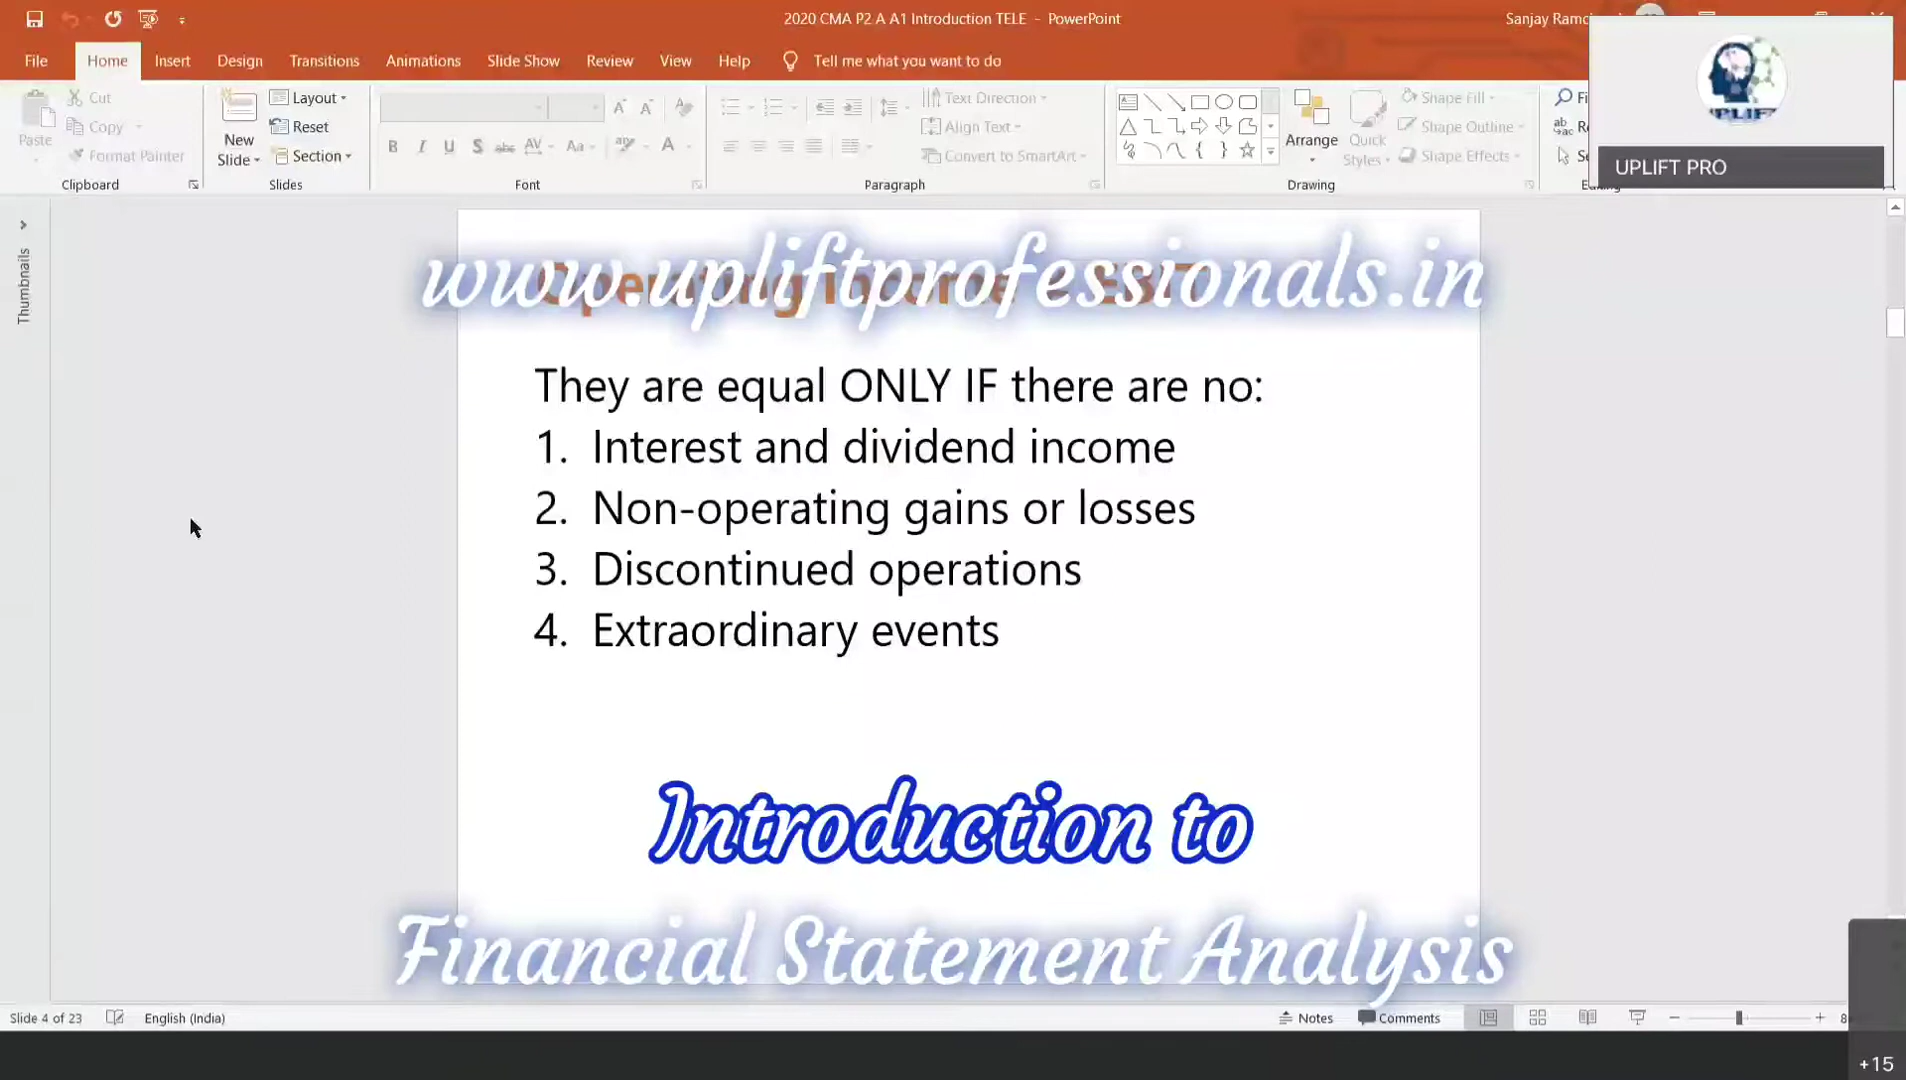 2020 CMA P2 A A1 Introduction TELE - PowerPoint
File Home Insert Design Transitions Animations Slide Show Review View Help Tell me what you want to do
Paste
Cut
Copy
Format Painter
Clipboard
New
Slide
Layout
Reset
Section
Slides
Font
Text Direction
Align Text
Convert to SmartArt
Paragraph
Arrange
Quick
Styles
Shape Fill
Shape Outline
Shape Effects
Drawing
UPLIFT PRO
Thumbnails
www.upliftprofessionals.in
They are equal ONLY IF there are no:
1. Interest and dividend income
2. Non-operating gains or losses
3. Discontinued operations
4. Extraordinary events
Introduction to
Financial Statement Analysis
Slide 4 of 23 English (India) Notes Comments
+15